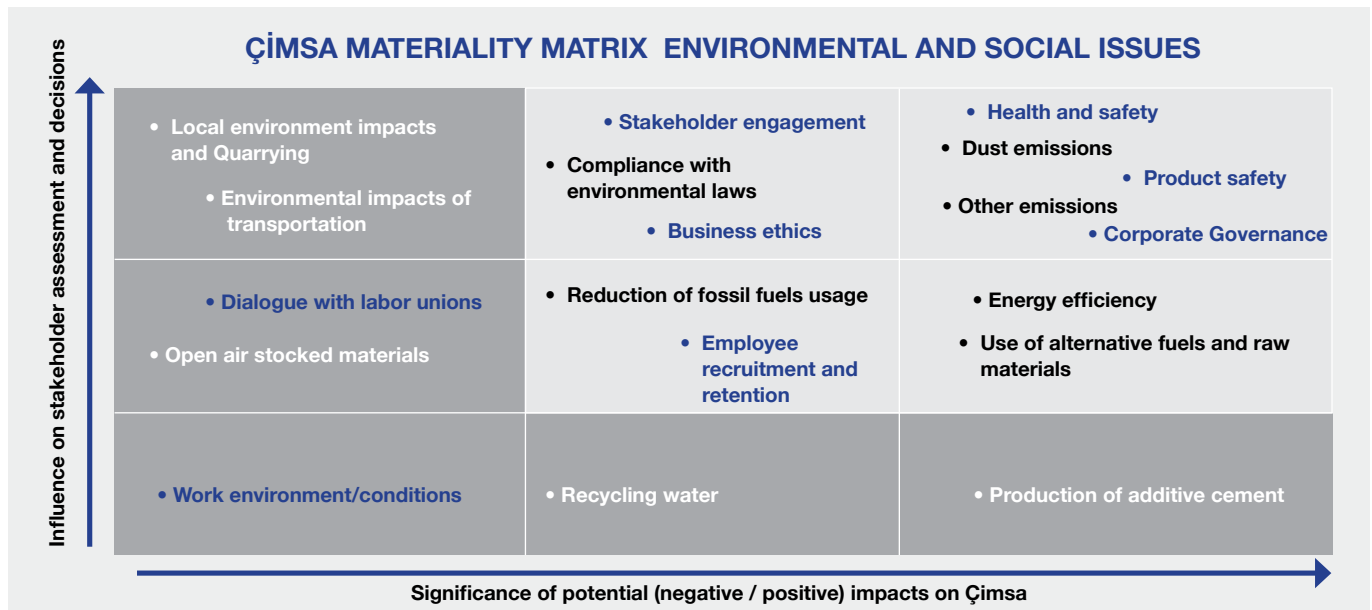 ÇİMSA MATERIALITY MATRIX ENVIRONMENTAL AND SOCIAL ISSUES
Influence on stakeholder assessment and decisions
• Local environment impacts
and Quarrying
• Environmental impacts of
transportation
• Stakeholder engagement
• Compliance with
environmental laws
• Business ethics
• Health and safety
• Dust emissions
• Product safety
• Other emissions
• Corporate Governance
• Dialogue with labor unions
• Open air stocked materials
• Reduction of fossil fuels usage
• Employee
recruitment and
retention
• Energy efficiency
• Use of alternative fuels and raw
materials
• Work environment/conditions
• Recycling water
• Production of additive cement
Significance of potential (negative / positive) impacts on Çimsa